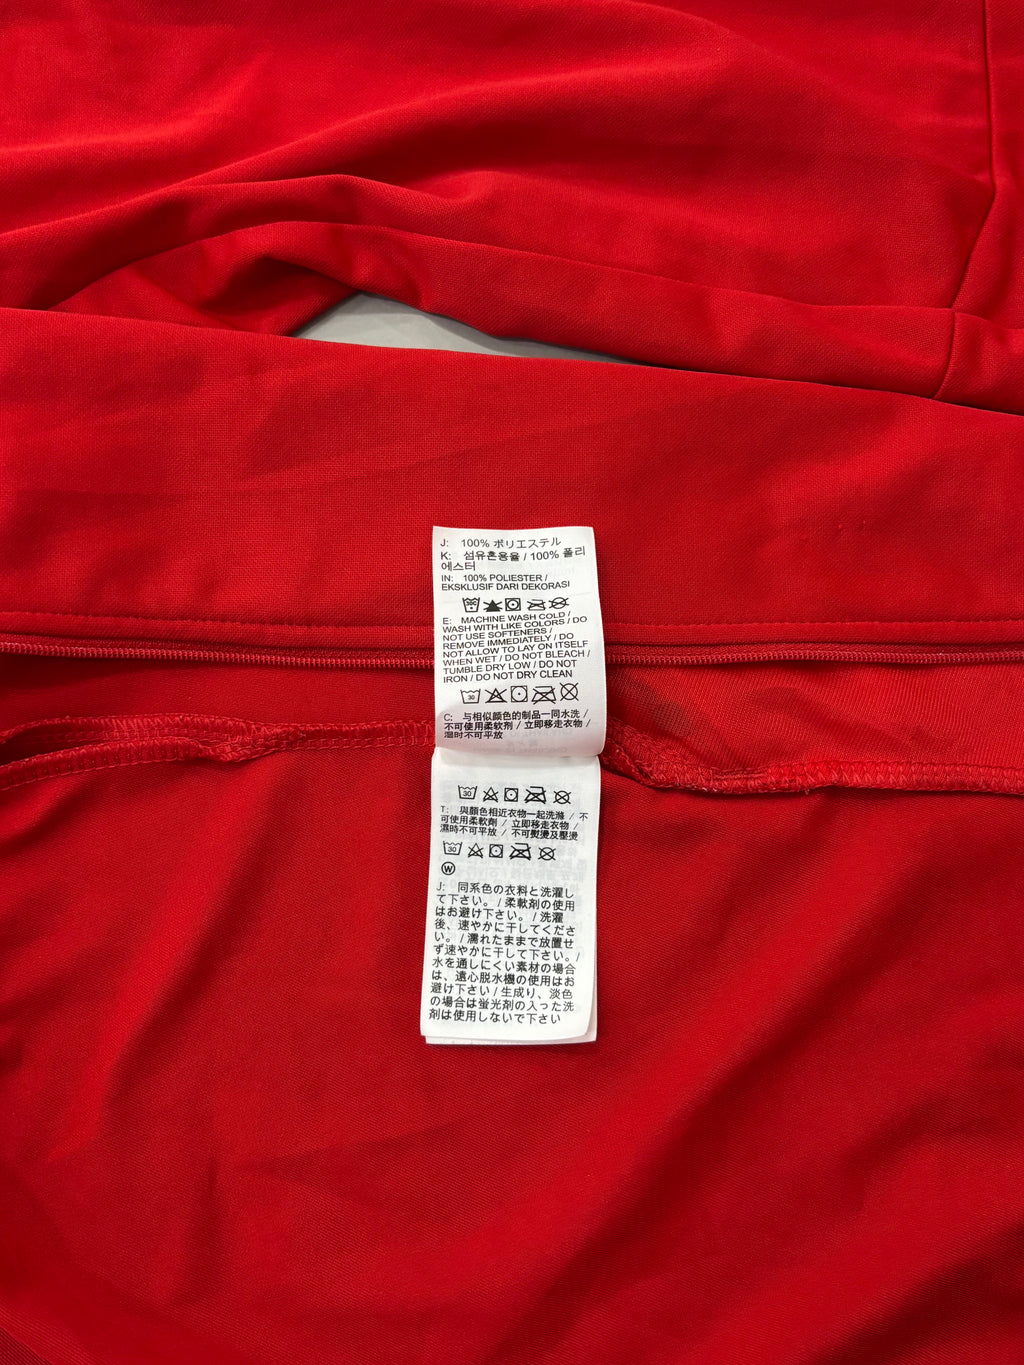 J: 100% ポリエステル
K: 섬유혼용율 / 100% 폴리
에스터
IN: 100% POLIESTER /
EKSKLUSIF DARI DEKORASI
E: MACHINE WASH COLD /
WASH WITH LIKE COLORS / DO
NOT USE SOFTENERS /
REMOVE IMMEDIATELY / DO
NOT ALLOW TO LAY ON ITSELF
WHEN WET / DO NOT BLEACH /
TUMBLE DRY LOW / DO NOT
IRON / DO NOT DRY CLEAN
30
C: 与相似颜色的制品一同水洗 /
不可使用柔软剂 / 立即移走衣物 /
湿时不可平放
30
T: 與顏色相近衣物一起洗滌 / 不
可使用柔軟劑 / 立即移走衣物 /
濕時不可平放 / 不可熨燙及壓燙
30
W
J: 同系色の衣料と洗濯し
て下さい。 / 柔軟剤の使用
はお避け下さい。 / 洗濯
後、速やかに干してくださ
い。 / 濡れたままで放置せ
ず速やかに干して下さい。 /
水を通しにくい素材の場合
は、遠心脱水機の使用はお
避け下さい / 生成り、淡色
の場合は蛍光剤の入った洗
剤は使用しないで下さい